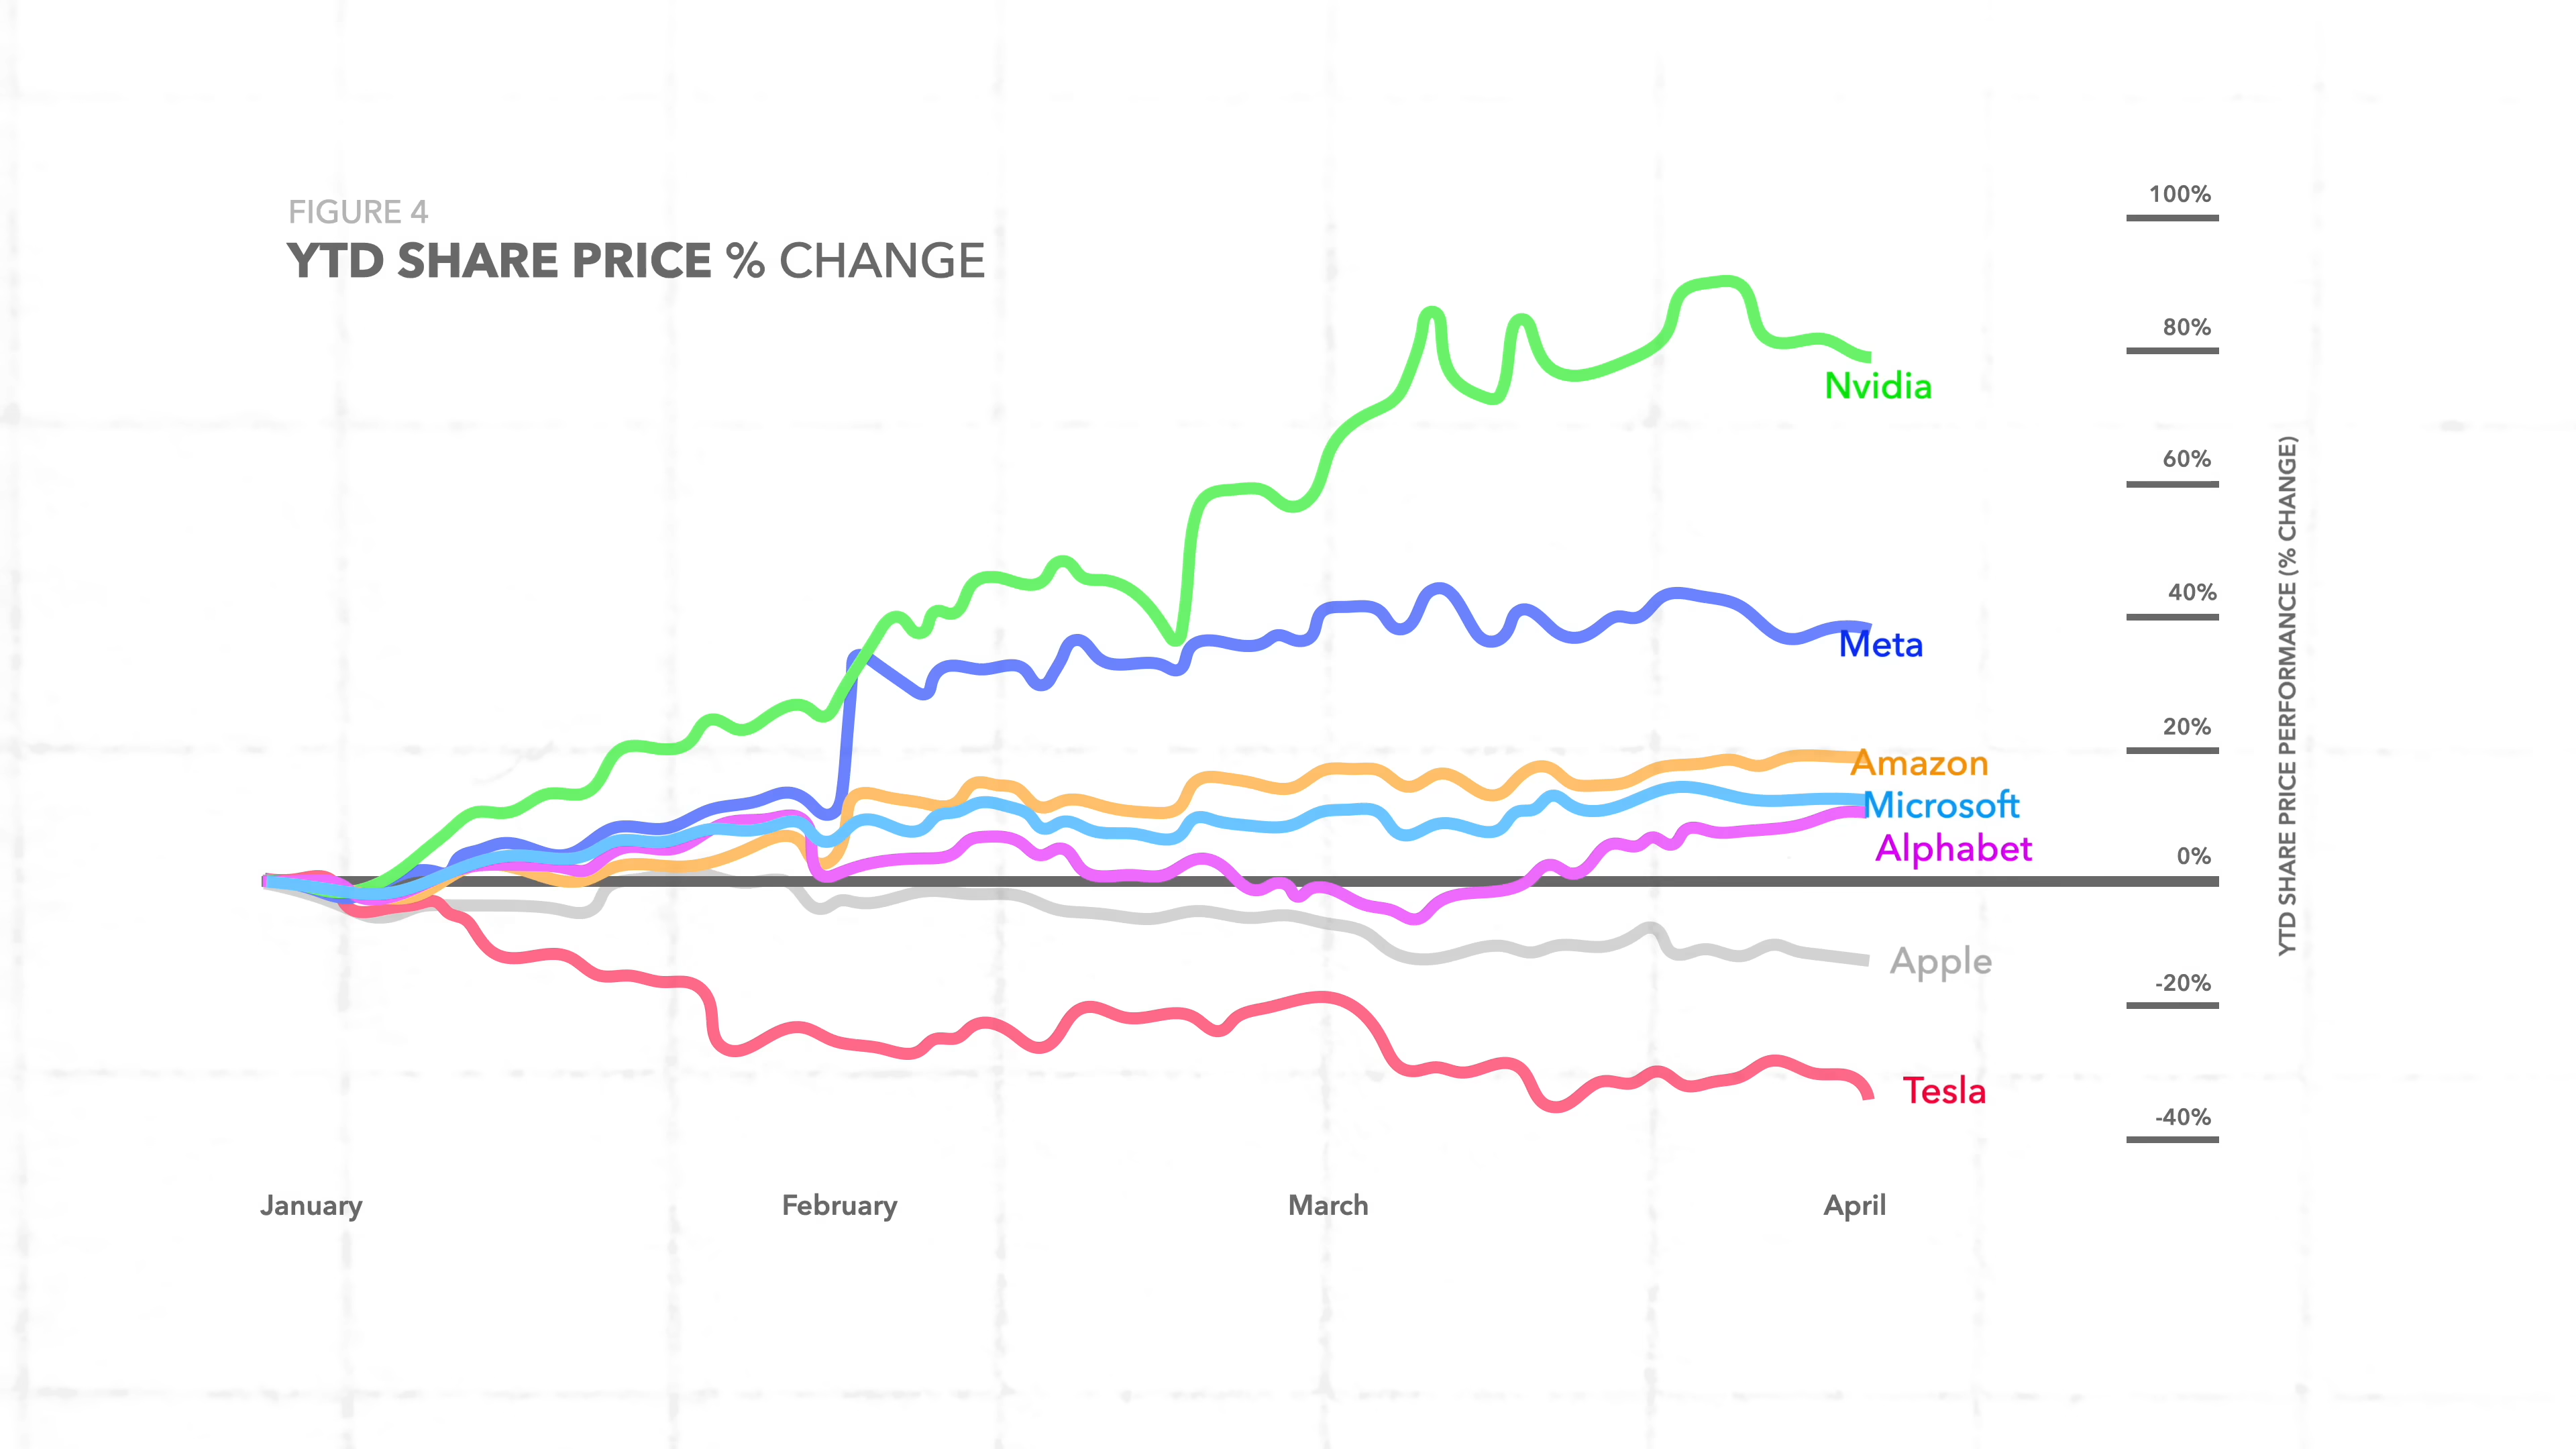 FIGURE 4
YTD SHARE PRICE % CHANGE
100%
80%
Nvidia
60%
40%
Meta
20%
Amazon
Microsoft
Alphabet
0%
Apple
-20%
Tesla
-40%
YTD SHARE PRICE PERFORMANCE (% CHANGE)
January
February
March
April